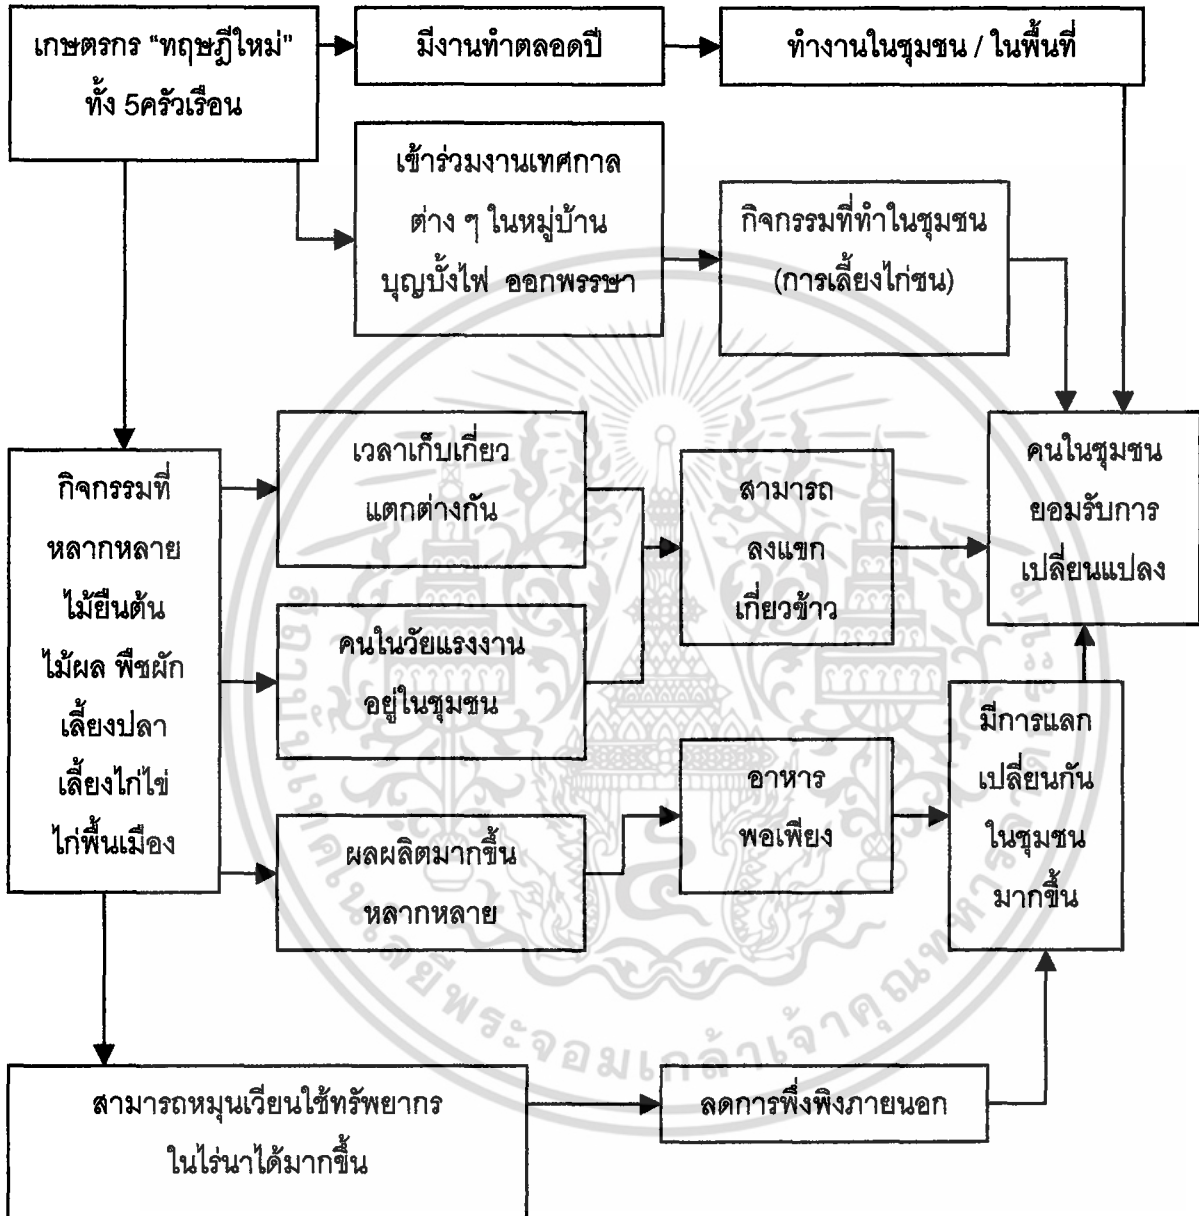 เกษตรกร “ทฤษฎีใหม่”
ทั้ง 5ครัวเรือน
มีงานทำตลอดปี
ทำงานในชุมชน / ในพื้นที่
เข้าร่วมงานเทศกาล
ต่าง ๆ ในหมู่บ้าน
บุญบั้งไฟ ออกพรรษา
กิจกรรมที่ทำในชุมชน
(การเลี้ยงไก่ชน)
กิจกรรมที่
หลากหลาย
ไม้ยืนต้น
ไม้ผล พืชผัก
เลี้ยงปลา
เลี้ยงไก่ไข่
ไก่พื้นเมือง
เวลาเก็บเกี่ยว
แตกต่างกัน
คนในวัยแรงงาน
อยู่ในชุมชน
ผลผลิตมากขึ้น
หลากหลาย
สามารถ
ลงแขก
เกี่ยวข้าว
อาหาร
พอเพียง
คนในชุมชน
ยอมรับการ
เปลี่ยนแปลง
มีการแลก
เปลี่ยนกัน
ในชุมชน
มากขึ้น
สามารถหมุนเวียนใช้ทรัพยากร
ในไร่นาได้มากขึ้น
ลดการพึ่งพิงภายนอก